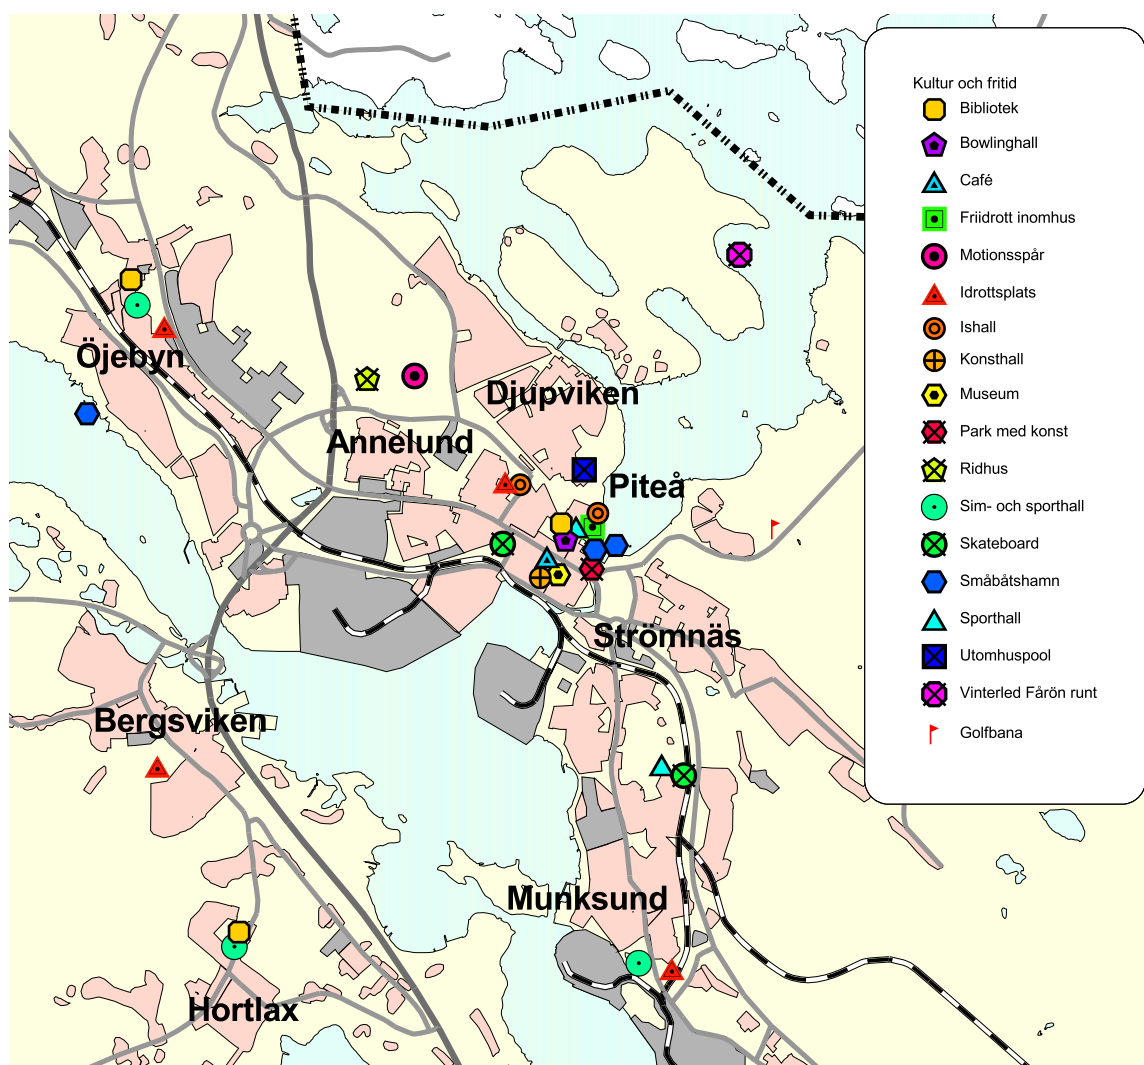 Kultur och fritid
Bibliotek
Bowlinghall
Café
Friidrott inomhus
Motionsspår
Idrottsplats
Ishall
Konsthall
Museum
Park med konst
Ridhus
Sim- och sporthall
Skateboard
Småbåtshamn
Sporthall
Utomhuspool
Vinterled Fårön runt
Golfbana
Öjebyn
Djupviken
Annelund
Piteå
Strömnäs
Bergsviken
Munksund
Hortlax